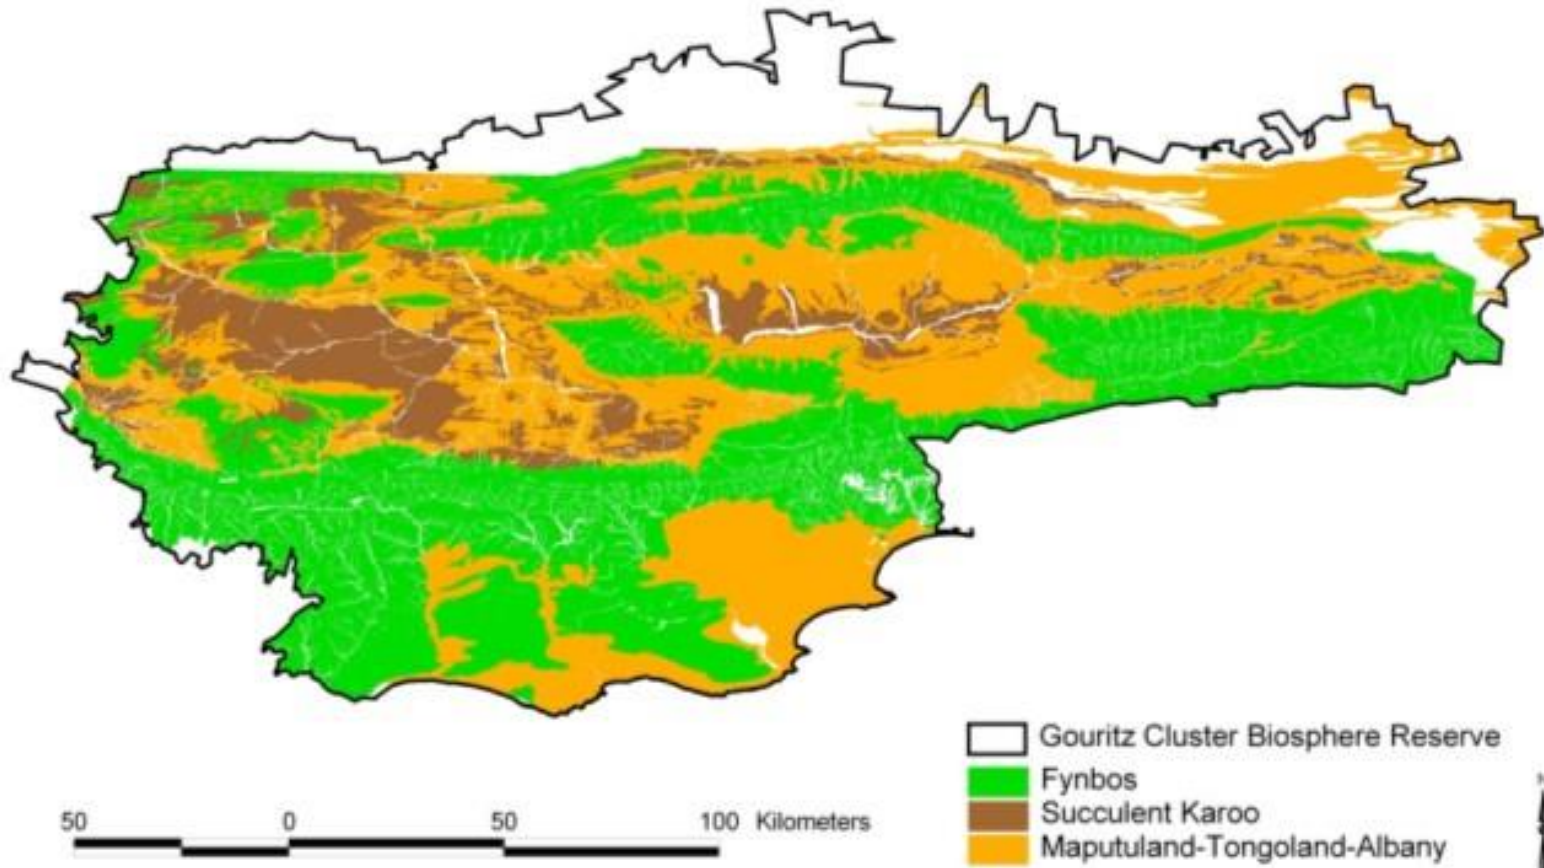 Gouritz Cluster Biosphere Reserve
Fynbos
Succulent Karoo
Maputuland-Tongoland-Albany
50 0 50 100 Kilometers